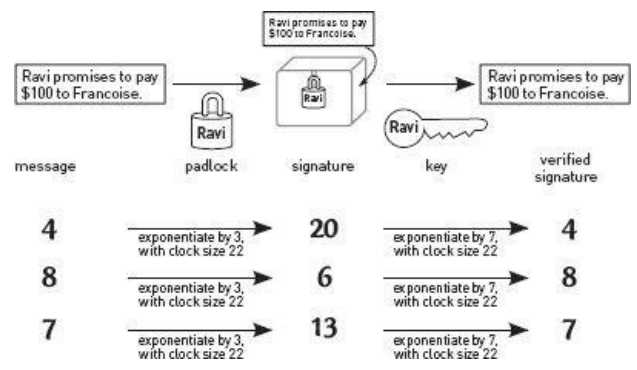 Ravi promises to pay
$100 to Francoise.
Ravi promises to pay
$100 to Francoise.
Ravi
Ravi
Ravi
Ravi promises to pay
$100 to Francoise.
message
padlock
signature
key
verified
signature
4
exponentiate by 3,
with clock size 22
20
exponentiate by 7,
with clock size 22
4
8
exponentiate by 3,
with clock size 22
6
exponentiate by 7,
with clock size 22
8
7
exponentiate by 3,
with clock size 22
13
exponentiate by 7,
with clock size 22
7